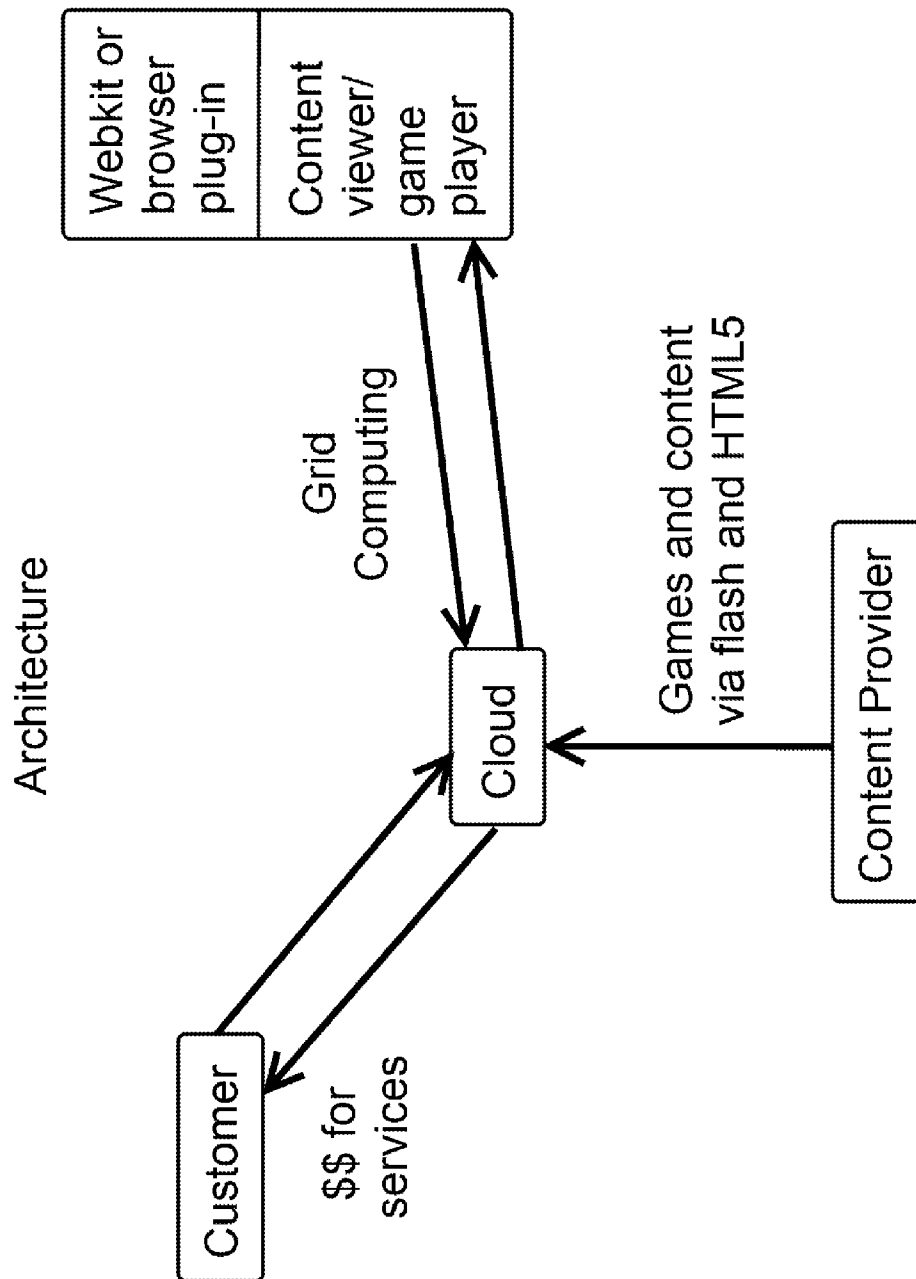 Architecture
Customer
$$ for
services
Cloud
Grid
Computing
Webkit or
browser
plug-in
Content
viewer/
game
player
Games and content
via flash and HTML5
Content Provider